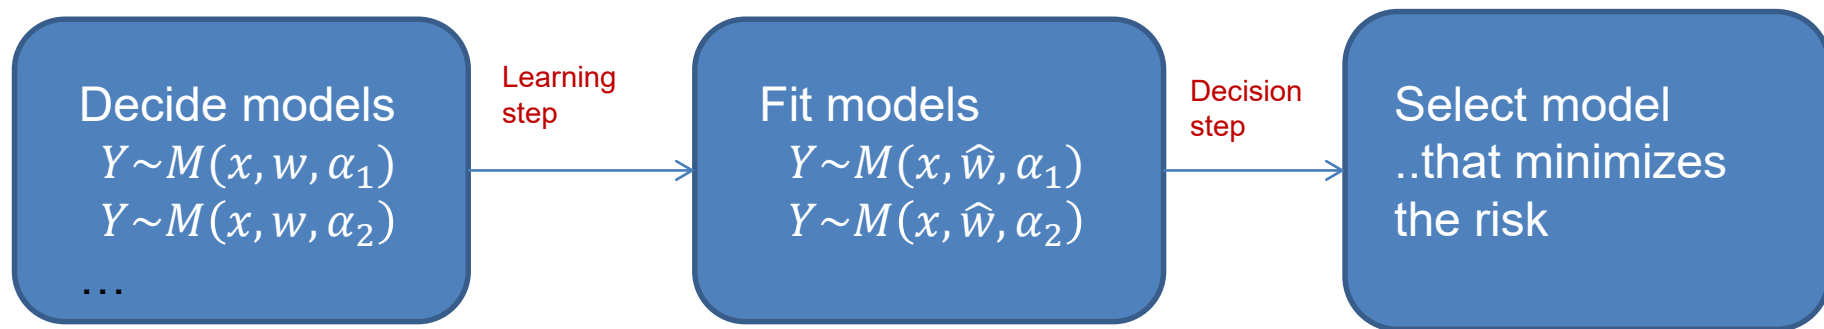 Decide models
Y~M(x, w, α₁)
Y~M(x, w, α₂)
...
Learning
step
Fit models
Y~M(x, ŵ, α₁)
Y~M(x, ŵ, α₂)
Decision
step
Select model
..that minimizes
the risk